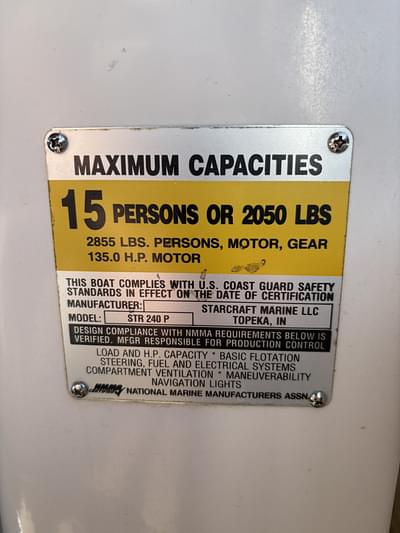 MAXIMUM CAPACITIES
15 PERSONS OR 2050 LBS
2855 LBS. PERSONS, MOTOR, GEAR
135.0 H.P. MOTOR
THIS BOAT COMPLIES WITH U.S. COAST GUARD SAFETY
STANDARDS IN EFFECT ON THE DATE OF CERTIFICATION
MANUFACTURER: STARCRAFT MARINE LLC
MODEL: STR 240 P TOPEKA, IN
DESIGN COMPLIANCE WITH NMMA REQUIREMENTS BELOW IS
VERIFIED. MFGR RESPONSIBLE FOR PRODUCTION CONTROL
LOAD AND H.P. CAPACITY * BASIC FLOTATION
STEERING, FUEL AND ELECTRICAL SYSTEMS
COMPARTMENT VENTILATION * MANEUVERABILITY
NAVIGATION LIGHTS
NMMA NATIONAL MARINE MANUFACTURERS ASSN.